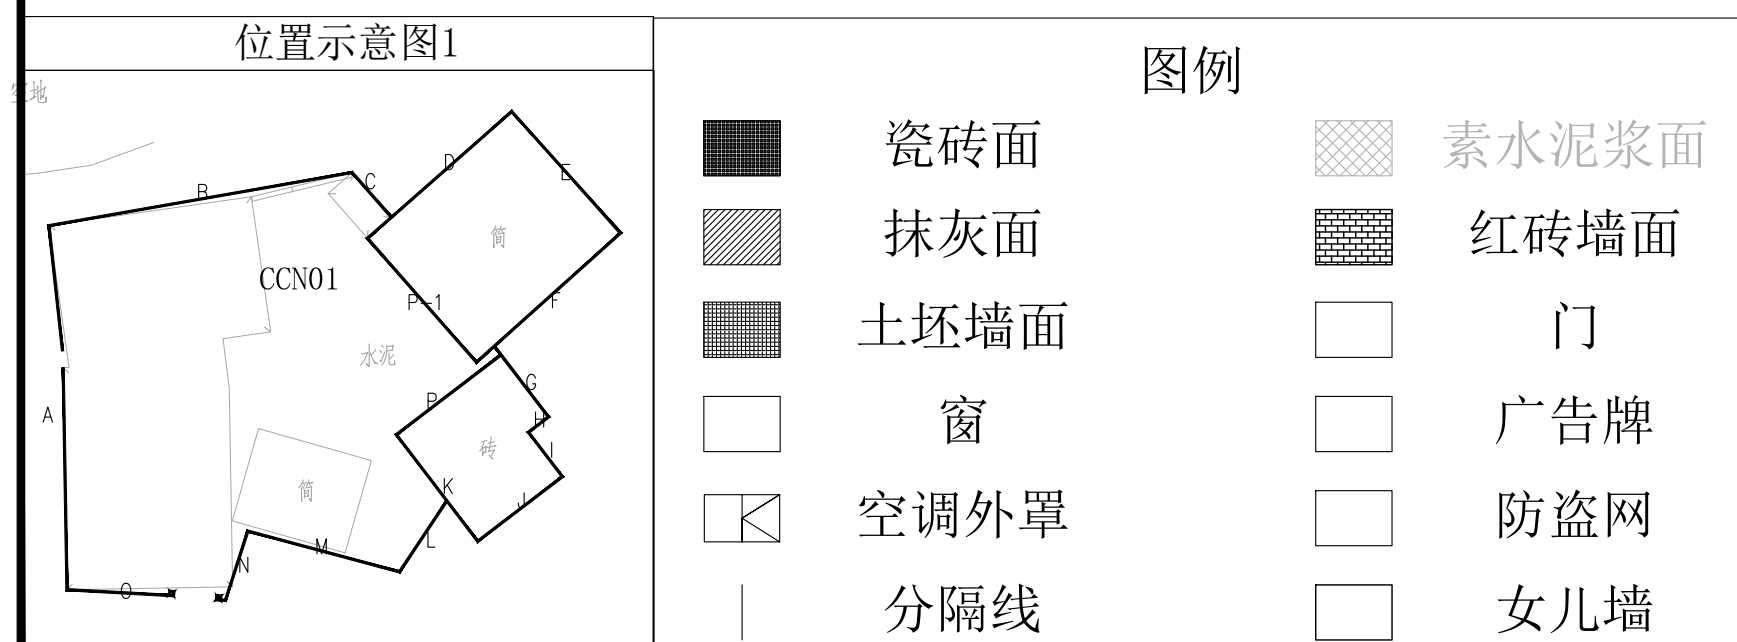 位置示意图1
空地
B
C
D
E
简
CCN01
P-1
F
水泥
A
P
G
H
I
砖
K
J
简
L
M
N
O
图例
瓷砖面
素水泥浆面
抹灰面
红砖墙面
土坯墙面
门
窗
广告牌
空调外罩
防盗网
分隔线
女儿墙